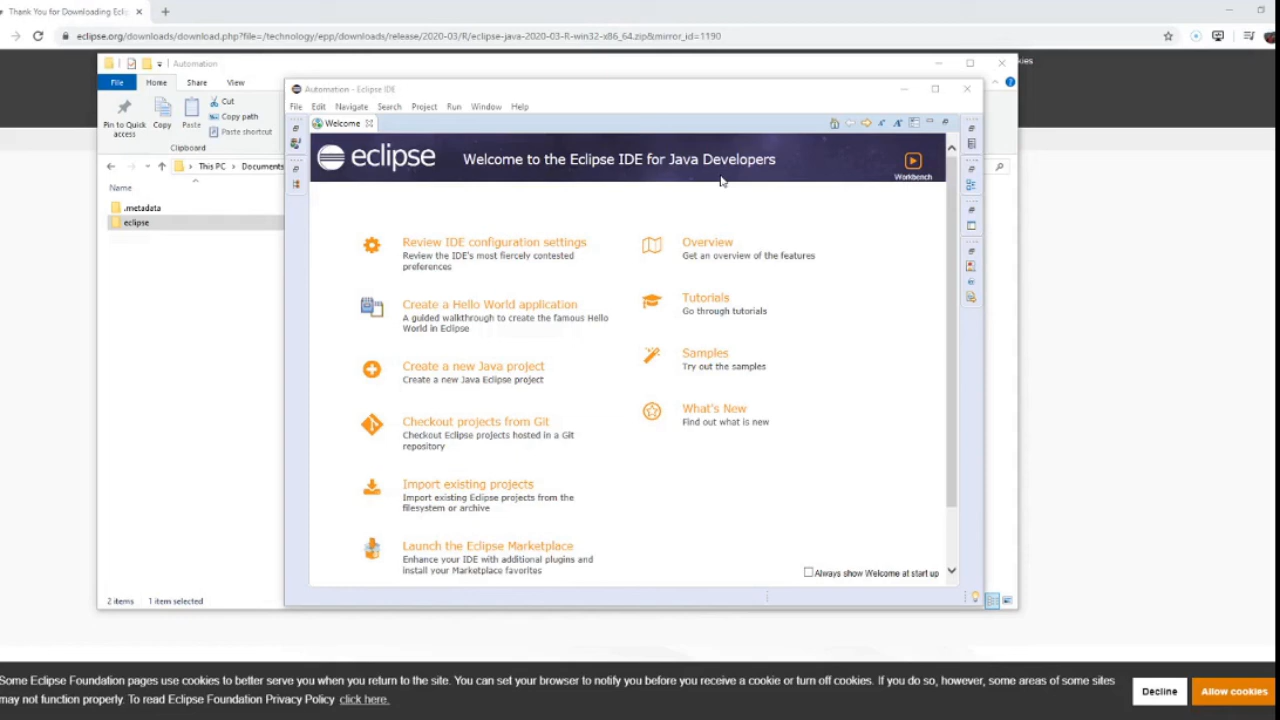 Thank You for Downloading Ecli
eclipse.org/downloads/download.php?file=/technology/epp/downloads/release/2020-03/R/eclipse-java-2020-03-R-win32-x86_64.zip&mirror_id=1190
Automation
File Home Share View
Pin to Quick access
Copy
Paste
Cut
Copy path
Paste shortcut
Clipboard
This PC Documents
Name
.metadata
eclipse
2 items 1 item selected
Automation - Eclipse IDE
File Edit Navigate Search Project Run Window Help
Welcome
eclipse
Welcome to the Eclipse IDE for Java Developers
Workbench
Review IDE configuration settings
Review the IDE's most fiercely contested
preferences
Create a Hello World application
A guided walkthrough to create the famous Hello
World in Eclipse
Create a new Java project
Create a new Java Eclipse project
Checkout projects from Git
Checkout Eclipse projects hosted in a Git
repository
Import existing projects
Import existing Eclipse projects from the
filesystem or archive
Launch the Eclipse Marketplace
Enhance your IDE with additional plugins and
install your Marketplace favorites
Overview
Get an overview of the features
Tutorials
Go through tutorials
Samples
Try out the samples
What's New
Find out what is new
Always show Welcome at start up
Some Eclipse Foundation pages use cookies to better serve you when you return to the site. You can set your browser to notify you before you receive a cookie or turn off cookies. If you do so, however, some areas of some sites
may not function properly. To read Eclipse Foundation Privacy Policy click here.
Decline
Allow cookies